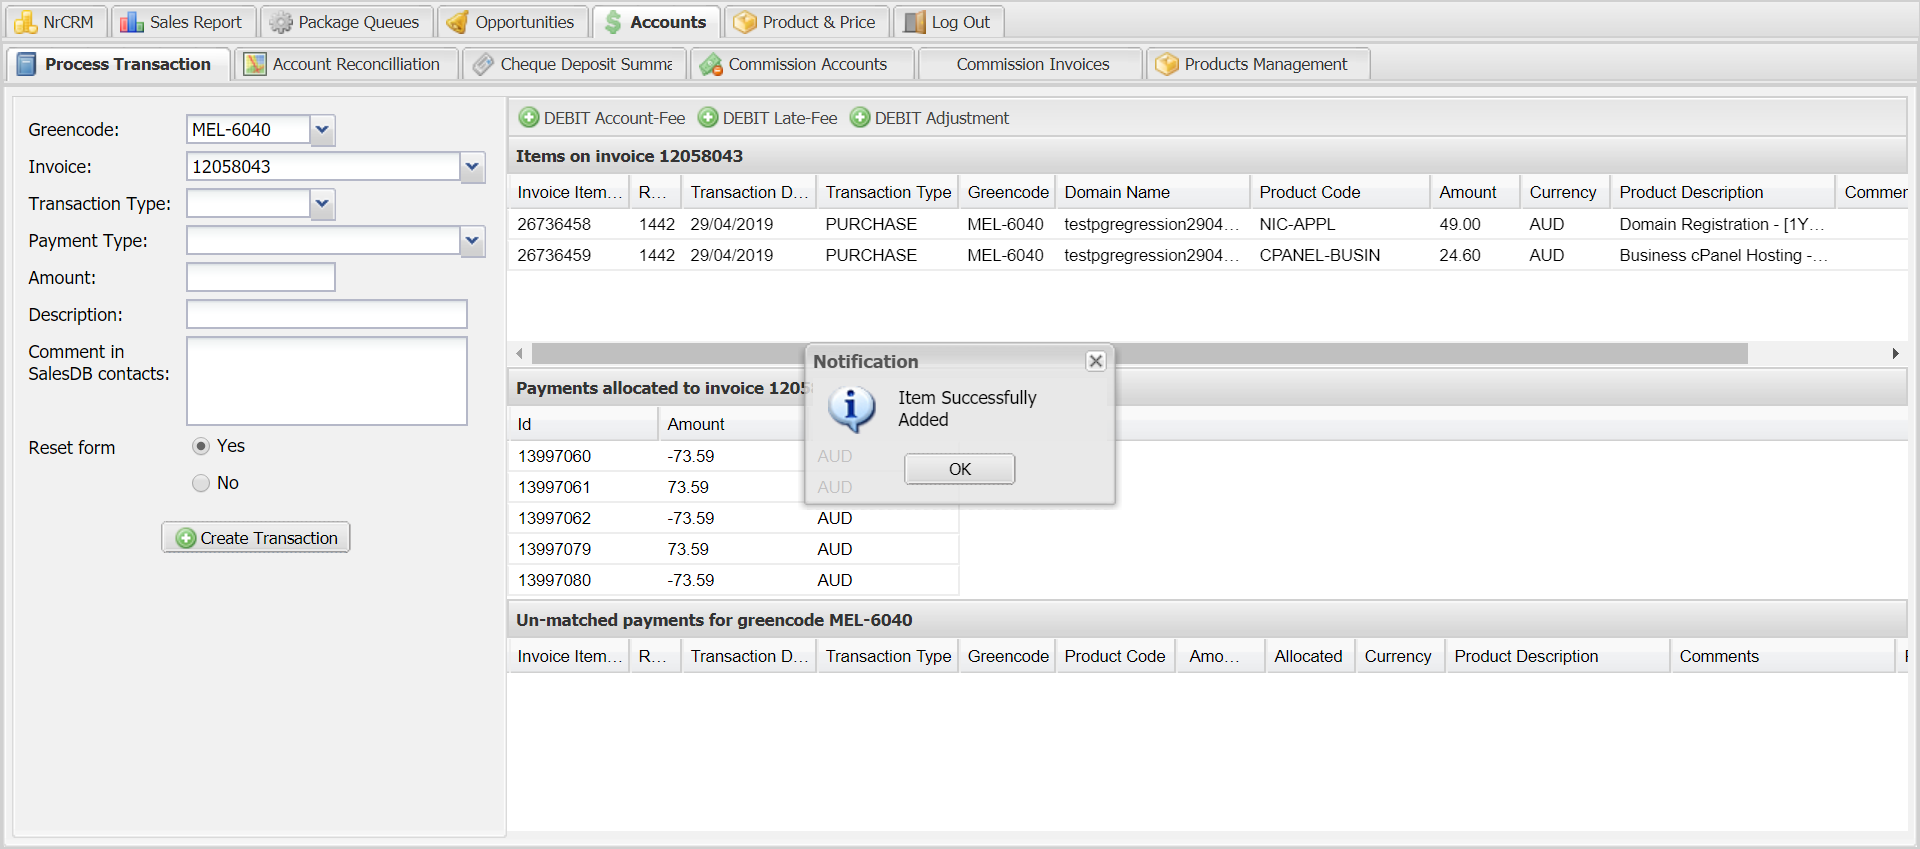 NrCRM Sales Report Package Queues Opportunities Accounts Product & Price Log Out
Process Transaction Account Reconcilliation Cheque Deposit Summa Commission Accounts Commission Invoices Products Management
Greencode: MEL-6040
Invoice: 12058043
Transaction Type:
Payment Type:
Amount:
Description:
Comment in
SalesDB contacts:
Reset form Yes
No
Create Transaction
DEBIT Account-Fee DEBIT Late-Fee DEBIT Adjustment
Items on invoice 12058043
Invoice Item... R... Transaction D... Transaction Type Greencode Domain Name Product Code Amount Currency Product Description Commen
26736458 1442 29/04/2019 PURCHASE MEL-6040 testpgregression2904... NIC-APPL 49.00 AUD Domain Registration - [1Y...
26736459 1442 29/04/2019 PURCHASE MEL-6040 testpgregression2904... CPANEL-BUSIN 24.60 AUD Business cPanel Hosting -...
Payments allocated to invoice 1205
Id Amount
13997060 -73.59 AUD
13997061 73.59 AUD
13997062 -73.59 AUD
13997079 73.59 AUD
13997080 -73.59 AUD
Notification
Item Successfully
Added
OK
Un-matched payments for greencode MEL-6040
Invoice Item... R... Transaction D... Transaction Type Greencode Product Code Amo... Allocated Currency Product Description Comments